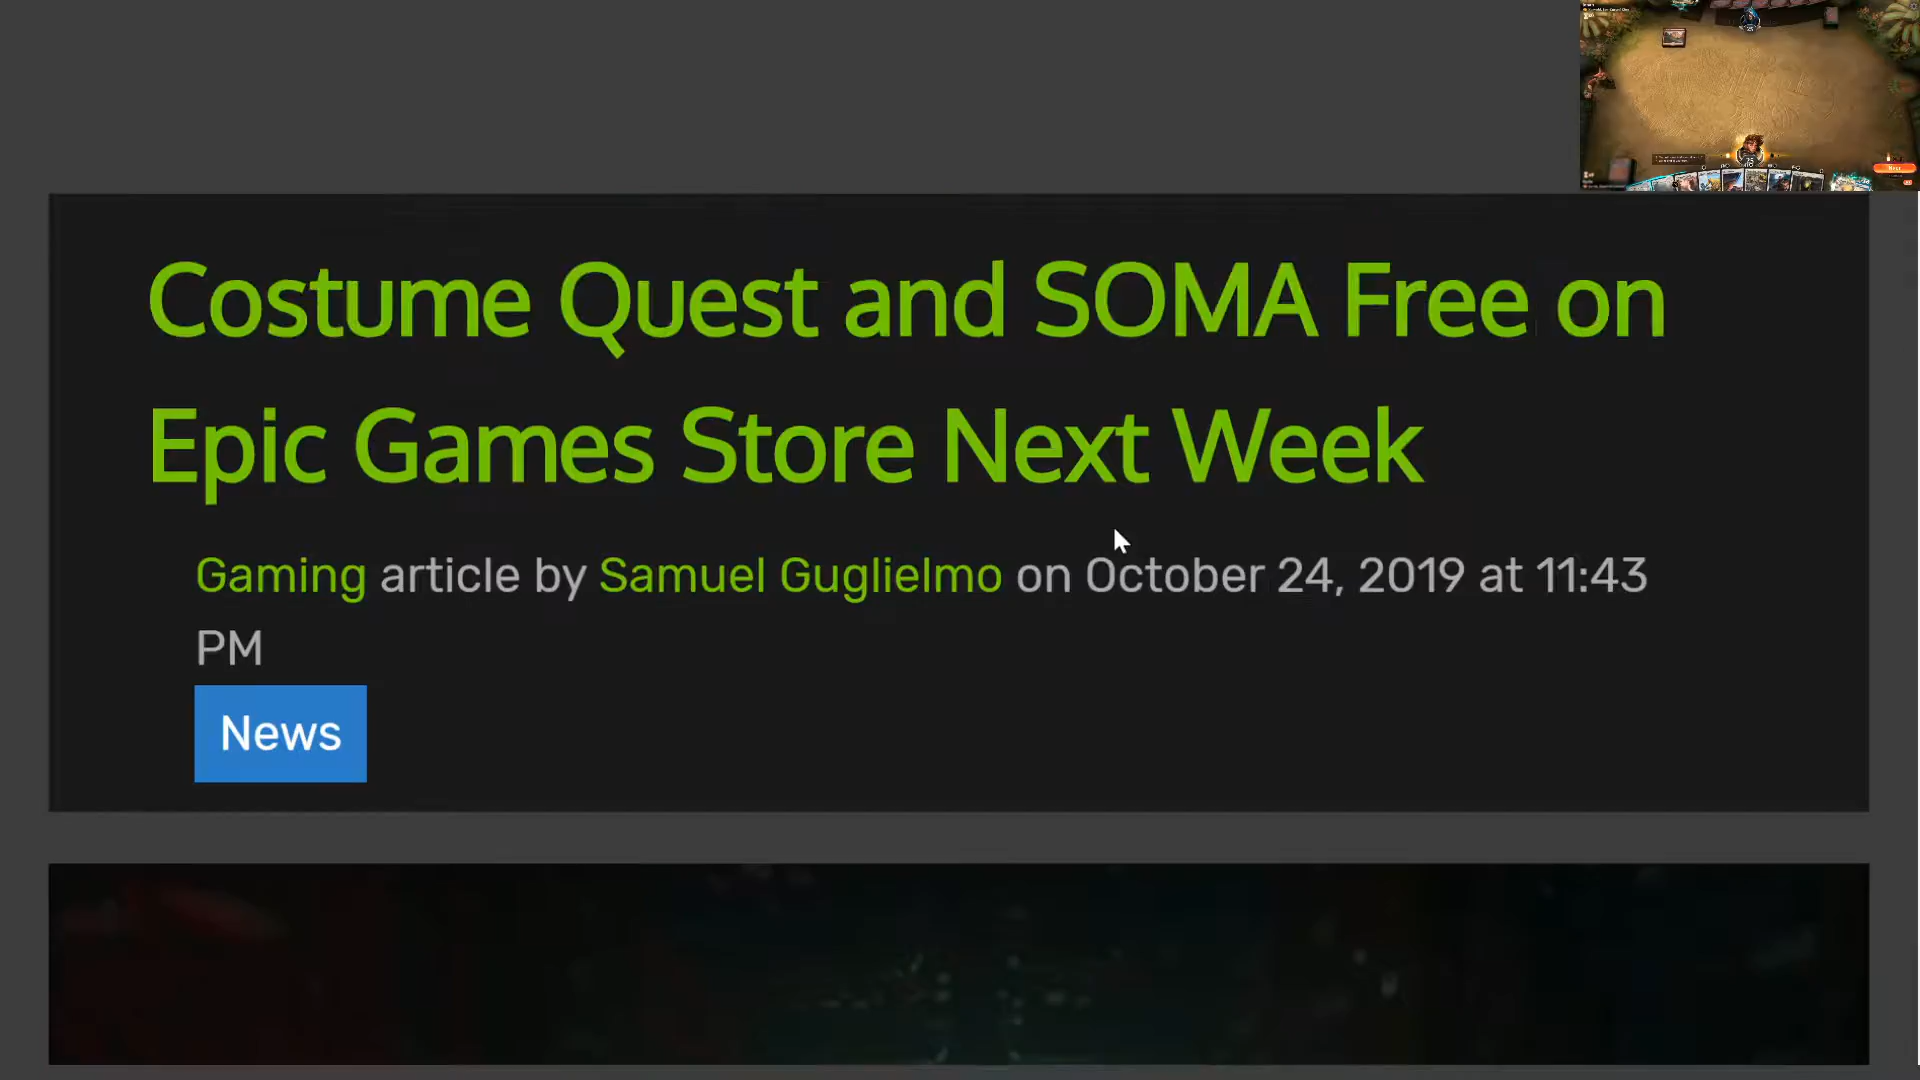 Costume Quest and SOMA Free on
Epic Games Store Next Week
Gaming article by Samuel Guglielmo on October 24, 2019 at 11:43
PM
News